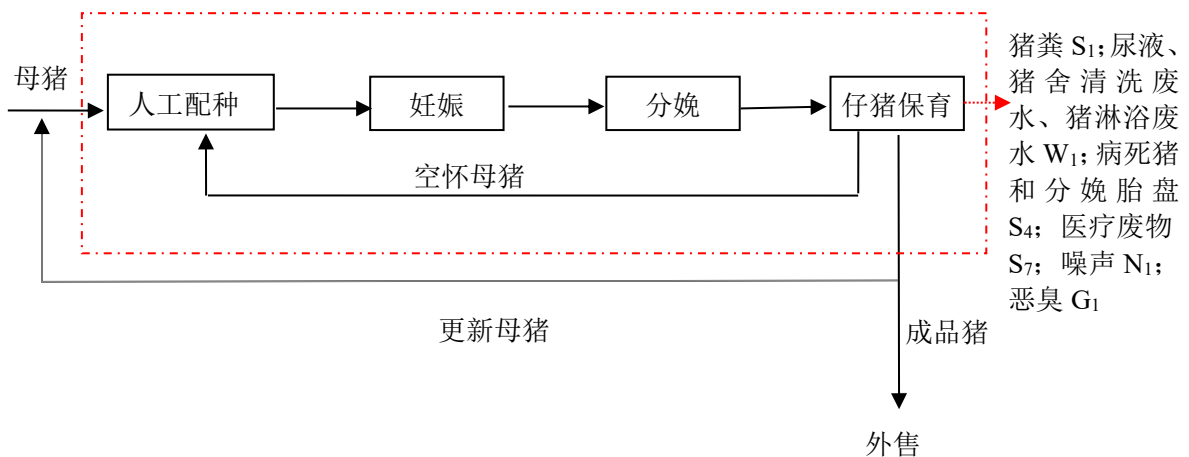 母猪
人工配种
妊娠
分娩
仔猪保育
空怀母猪
更新母猪
成品猪
外售
猪粪 S₁；尿液、
猪舍清洗废
水、猪淋浴废
水 W₁；病死猪
和分娩胎盘
S₄；医疗废物
S₇；噪声 N₁；
恶臭 G₁